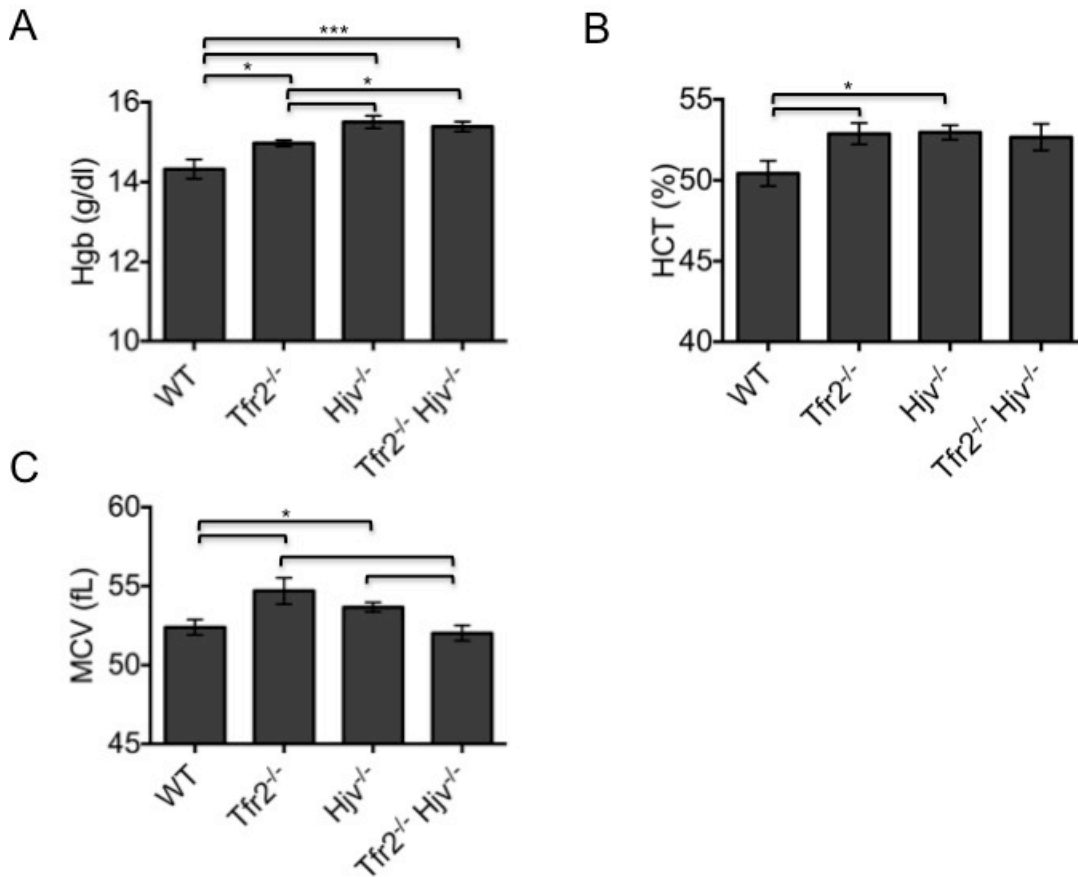 A
***
*
*
16
14
12
10
Hgb (g/dl)
WT
Tfr2-/-
Hjv-/-
Tfr2-/- Hjv-/-
B
*
55
50
45
40
HCT (%)
WT
Tfr2-/-
Hjv-/-
Tfr2-/- Hjv-/-
C
*
60
55
50
45
MCV (fL)
WT
Tfr2-/-
Hjv-/-
Tfr2-/- Hjv-/-